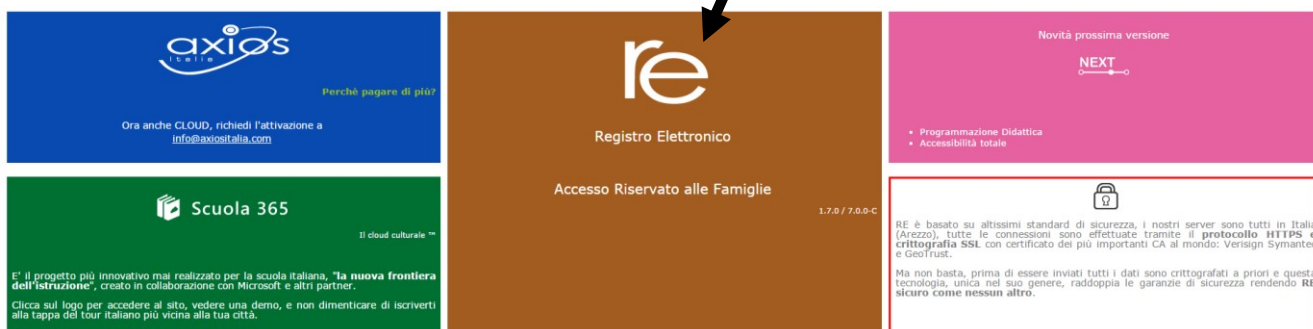 axios
italia
Perchè pagare di più?
Ora anche CLOUD, richiedi l'attivazione a
info@axiositalia.com
Scuola 365
Il cloud culturale ™
E' il progetto più innovativo mai realizzato per la scuola italiana, "la nuova frontiera
dell'istruzione", creato in collaborazione con Microsoft e altri partner.
Clicca sul logo per accedere al sito, vedere una demo, e non dimenticare di iscriverti
alla tappa del tour italiano più vicina alla tua città.
re
Registro Elettronico
Accesso Riservato alle Famiglie
1.7.0 / 7.0.0-C
Novità prossima versione
NEXT
• Programmazione Didattica
• Accessibilità totale
RE è basato su altissimi standard di sicurezza, i nostri server sono tutti in Italia
(Arezzo), tutte le connessioni sono effettuate tramite il protocollo HTTPS e
crittografia SSL con certificato dei più importanti CA al mondo: Verisign Symantec
e GeoTrust.
Ma non basta, prima di essere inviati tutti i dati sono crittografati a priori e questa
tecnologia, unica nel suo genere, raddoppia le garanzie di sicurezza rendendo RE
sicuro come nessun altro.